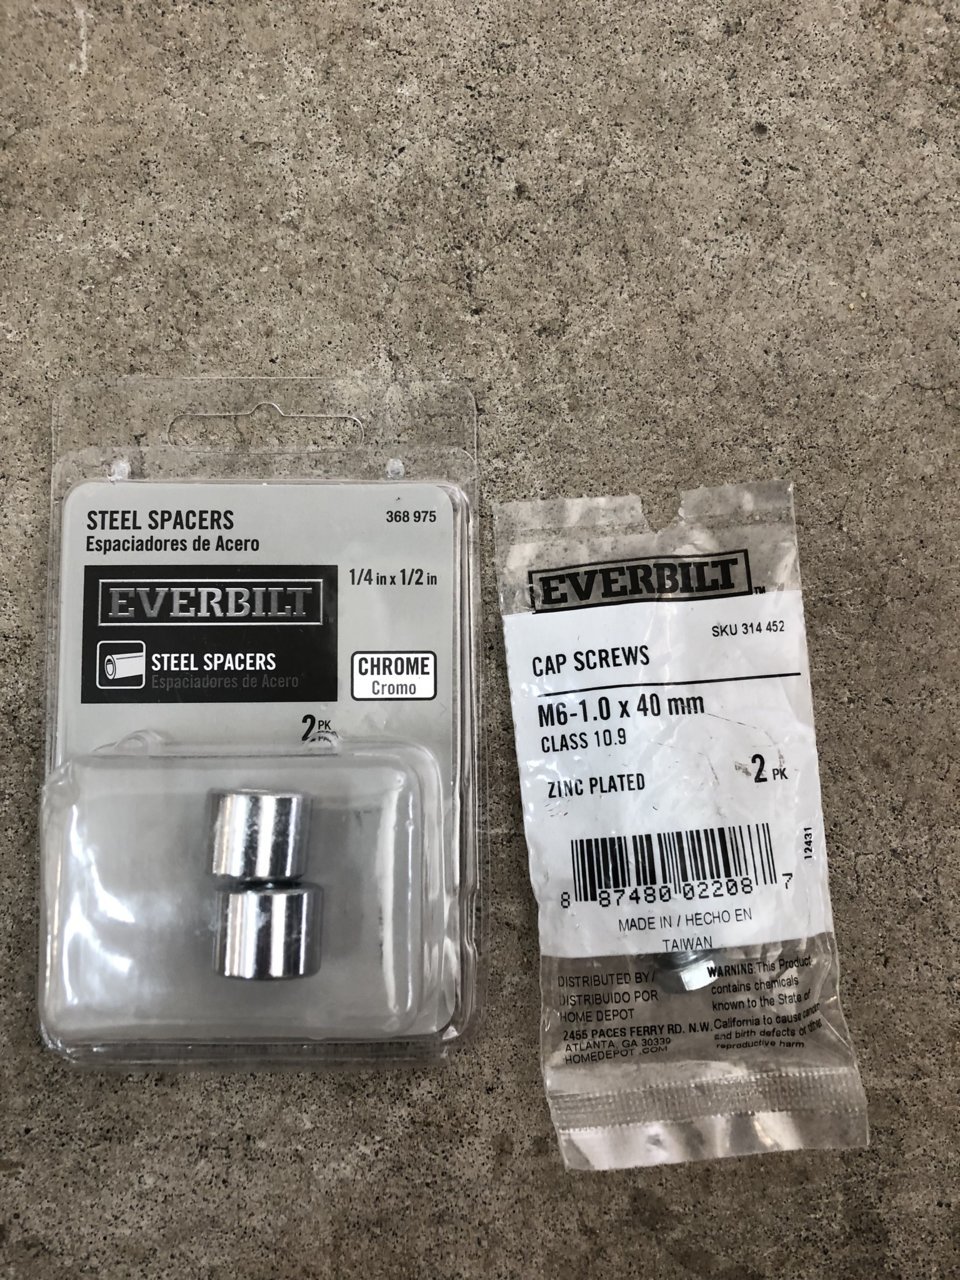 STEEL SPACERS
368 975
Espaciadores de Acero
1/4 in x 1/2 in
EVERBILT
STEEL SPACERS
Espaciadores de Acero
CHROME
Cromo
2 PK
EVERBILT™
SKU 314 452
CAP SCREWS
M6-1.0 x 40 mm
CLASS 10.9
2 PK
ZINC PLATED
12431
8 87480 02208 7
MADE IN / HECHO EN
TAIWAN
DISTRIBUTED BY/
DISTRIBUIDO POR
HOME DEPOT
2455 PACES FERRY RD. N.W.
ATLANTA, GA 30339
HOMEDEPOT.COM
WARNING: This Product
contains chemicals
known to the State of
California to cause cancer
and birth defects or other
reproductive harm